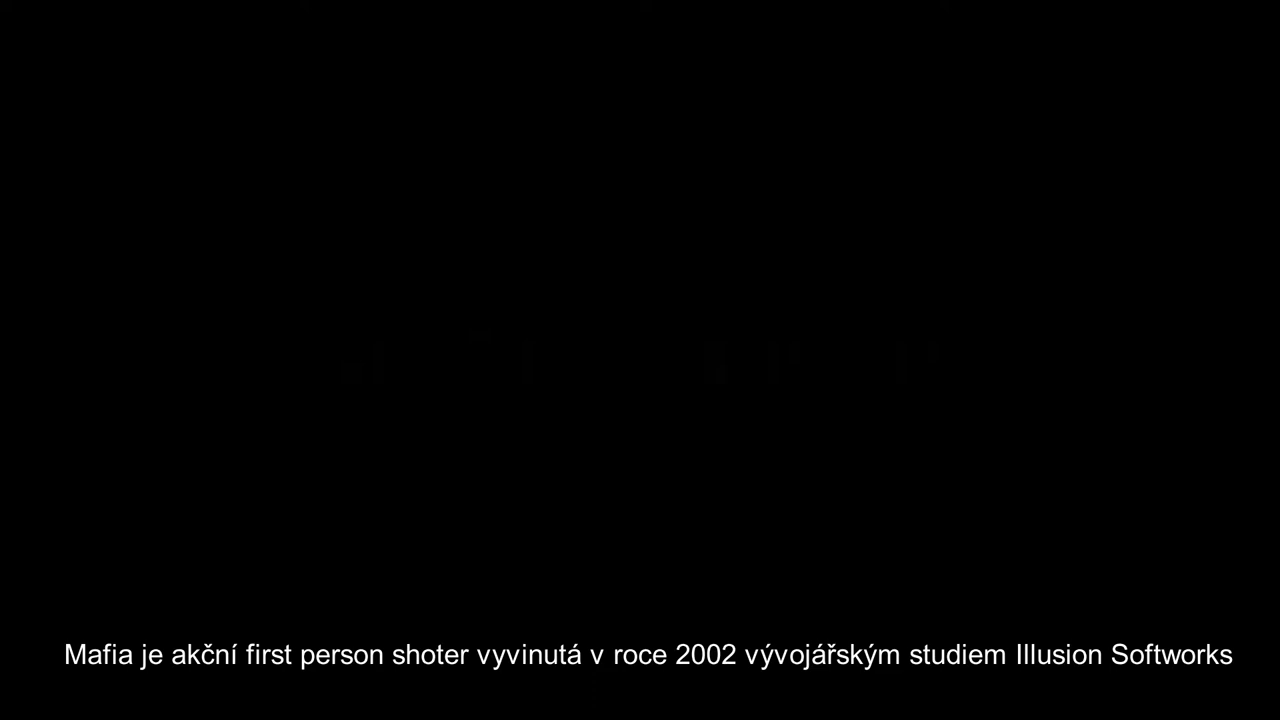 Mafia je akční first person shoter vyvinutá v roce 2002 vývojářským studiem Illusion Softworks